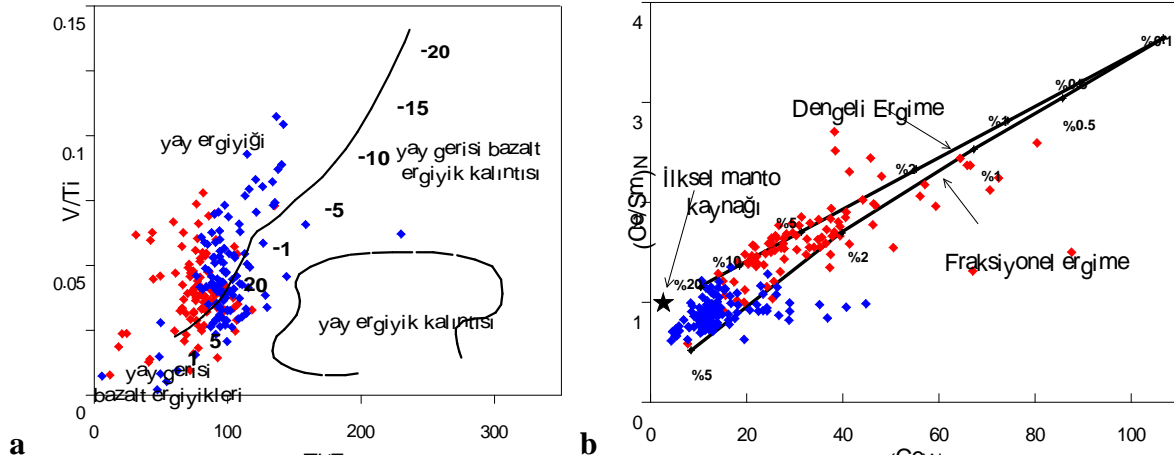 0.15
0.1
0.05
0
V/Ti
0
100
200
300
-20
-15
-10
-5
-1
20
5
1
yay ergiyiği
yay gerisi bazalt
ergiyik kalıntısı
yay ergiyik kalıntısı
yay gerisi
bazalt ergiyikleri
a
4
3
1
0
(Ce/Sm)N
0
20
40
60
80
100
%0.1
%0.5
%1
%1
%2
%5
%10
%20
%5
Dengeli Ergime
İlksel manto
kaynağı
Fraksiyonel ergime
b